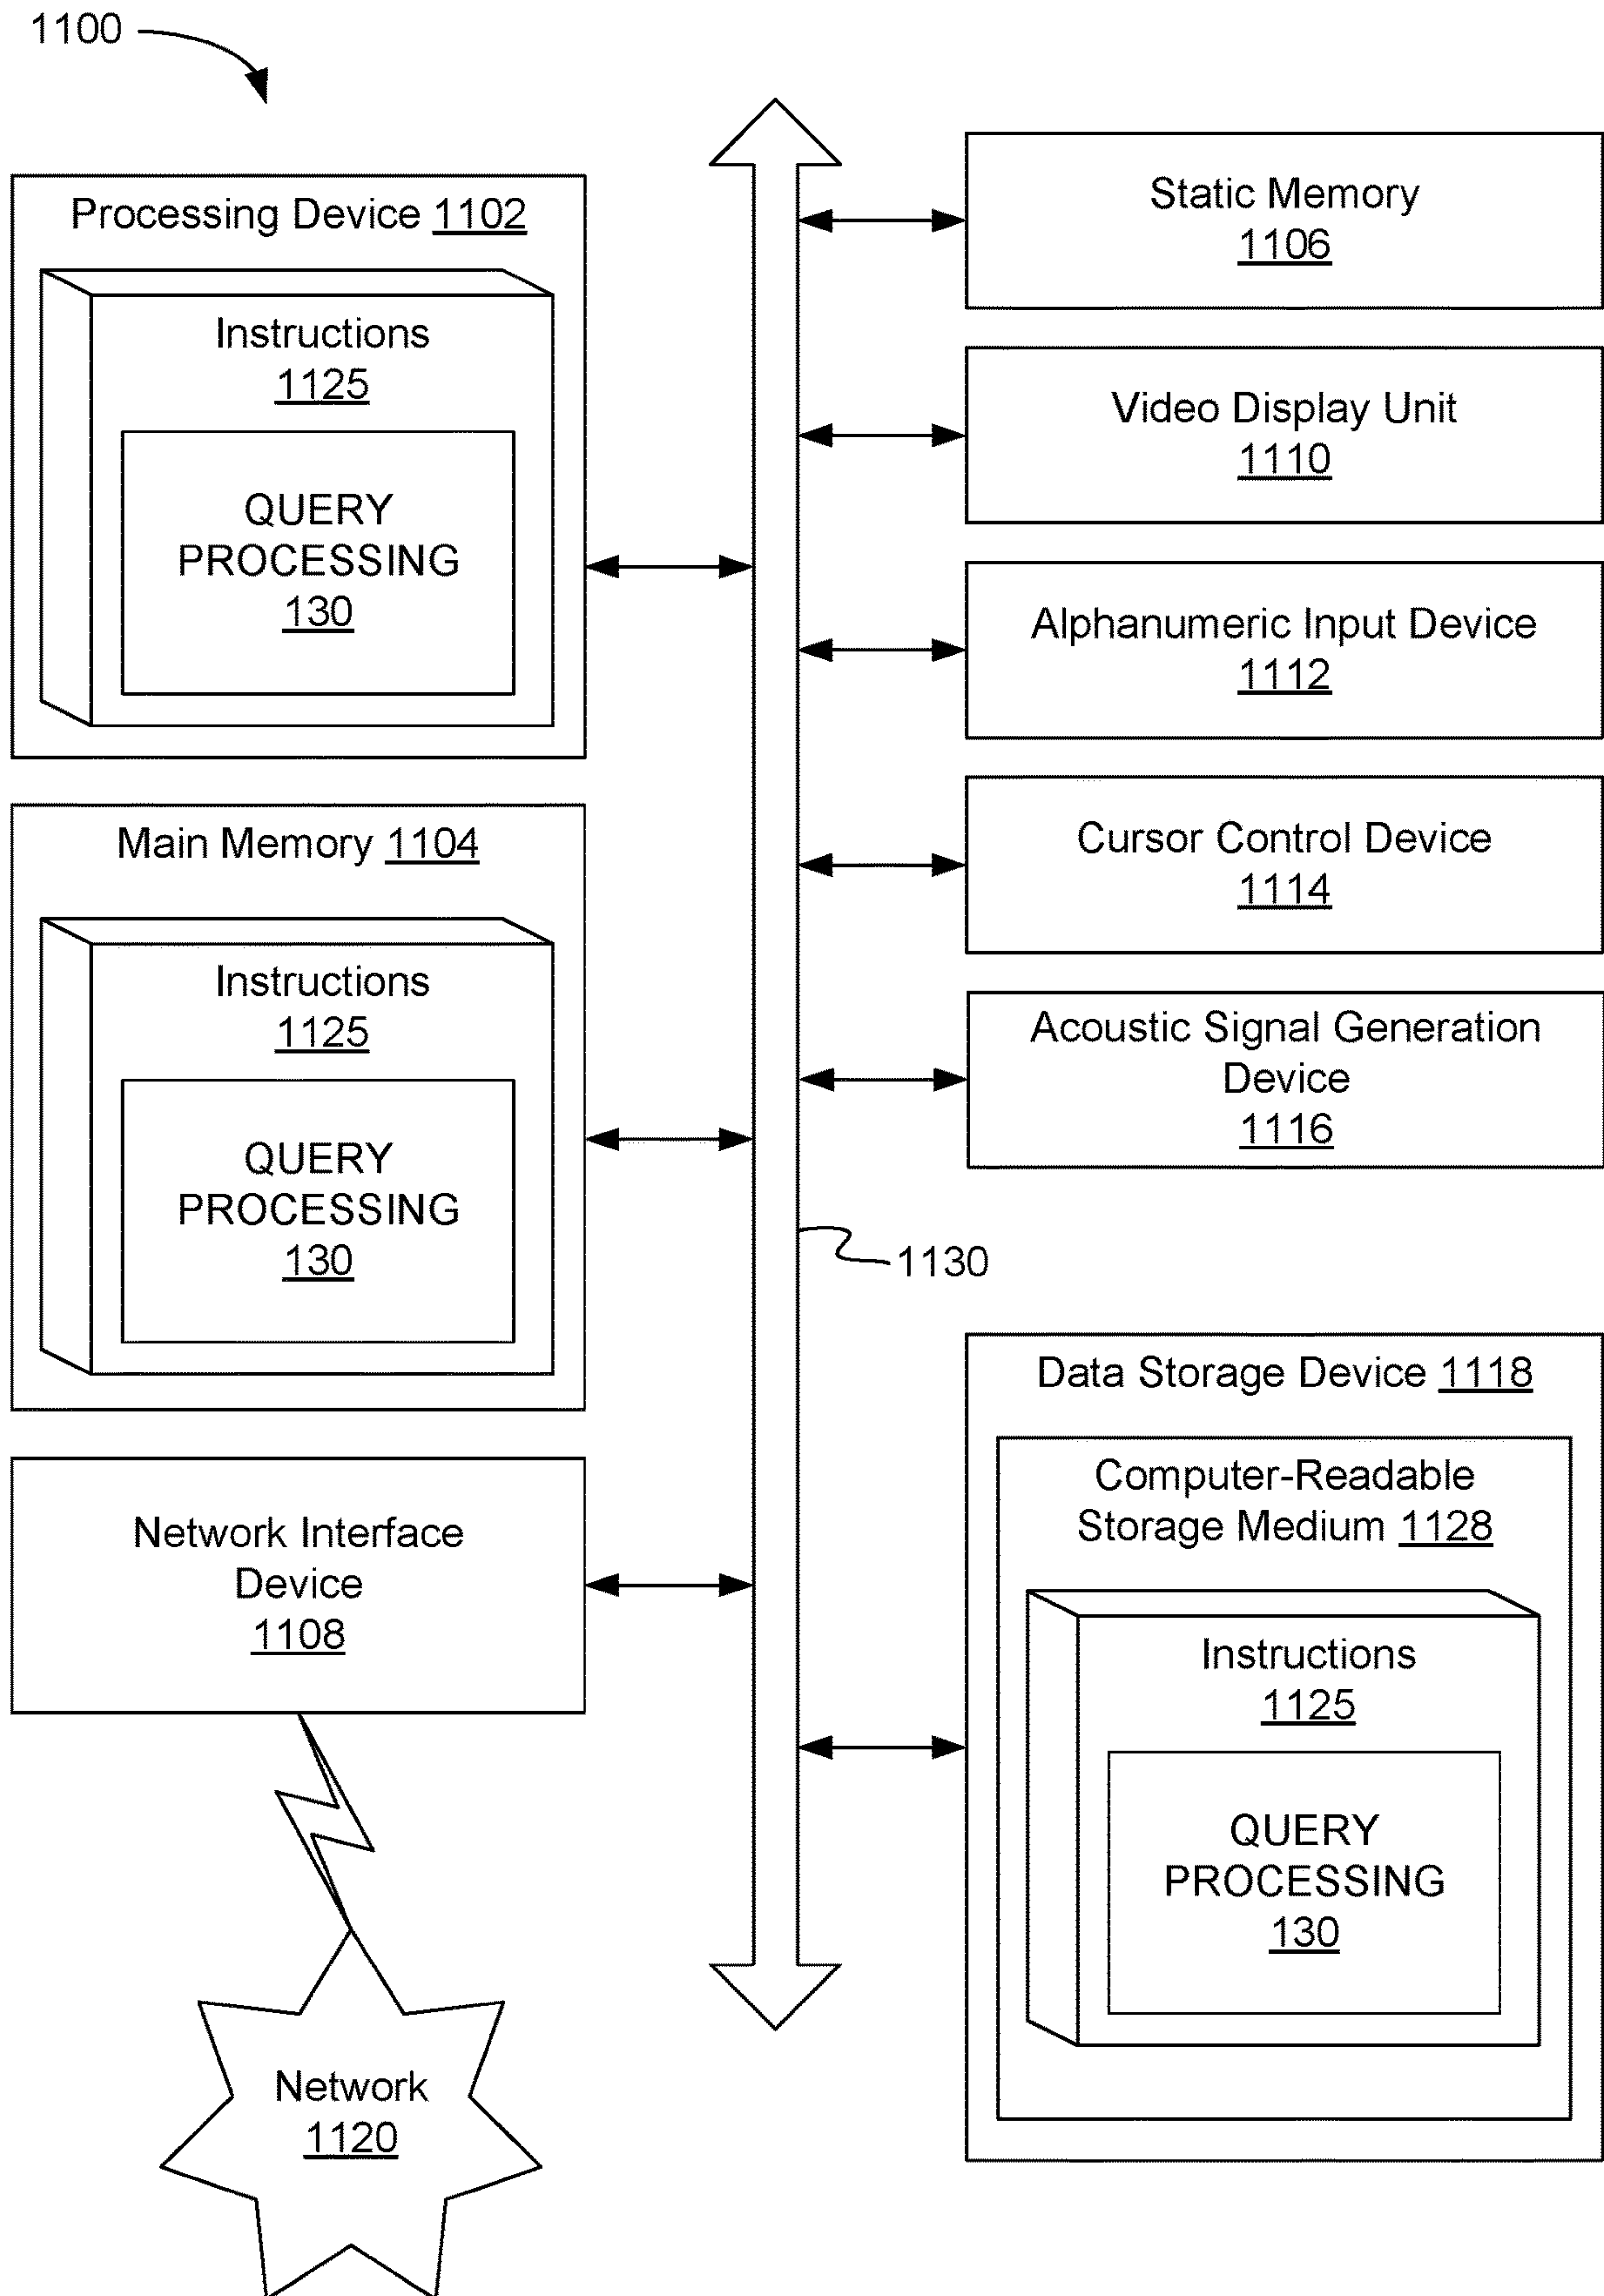 1100
Processing Device 1102
Instructions
1125
QUERY
PROCESSING
130
Main Memory 1104
Instructions
1125
QUERY
PROCESSING
130
Network Interface
Device
1108
Network
1120
Static Memory
1106
Video Display Unit
1110
Alphanumeric Input Device
1112
Cursor Control Device
1114
Acoustic Signal Generation
Device
1116
1130
Data Storage Device 1118
Computer-Readable
Storage Medium 1128
Instructions
1125
QUERY
PROCESSING
130